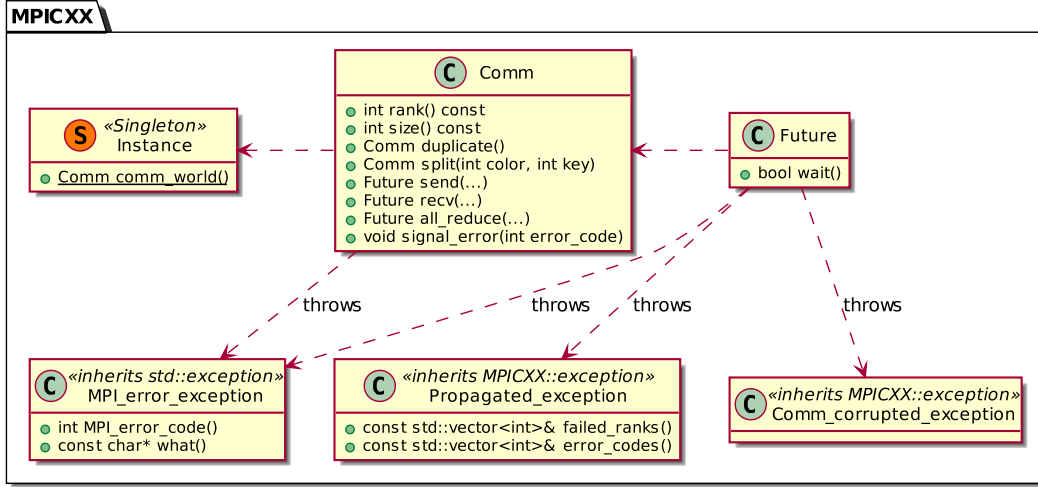 MPICXX
S
«Singleton»
Instance
Comm comm_world()
C
Comm
int rank() const
int size() const
Comm duplicate()
Comm split(int color, int key)
Future send(...)
Future recv(...)
Future all_reduce(...)
void signal_error(int error_code)
C
Future
bool wait()
throws
throws
throws
throws
C
«inherits std::exception»
MPI_error_exception
int MPI_error_code()
const char* what()
C
«inherits MPICXX::exception»
Propagated_exception
const std::vector<int>& failed_ranks()
const std::vector<int>& error_codes()
C
«inherits MPICXX::exception»
Comm_corrupted_exception